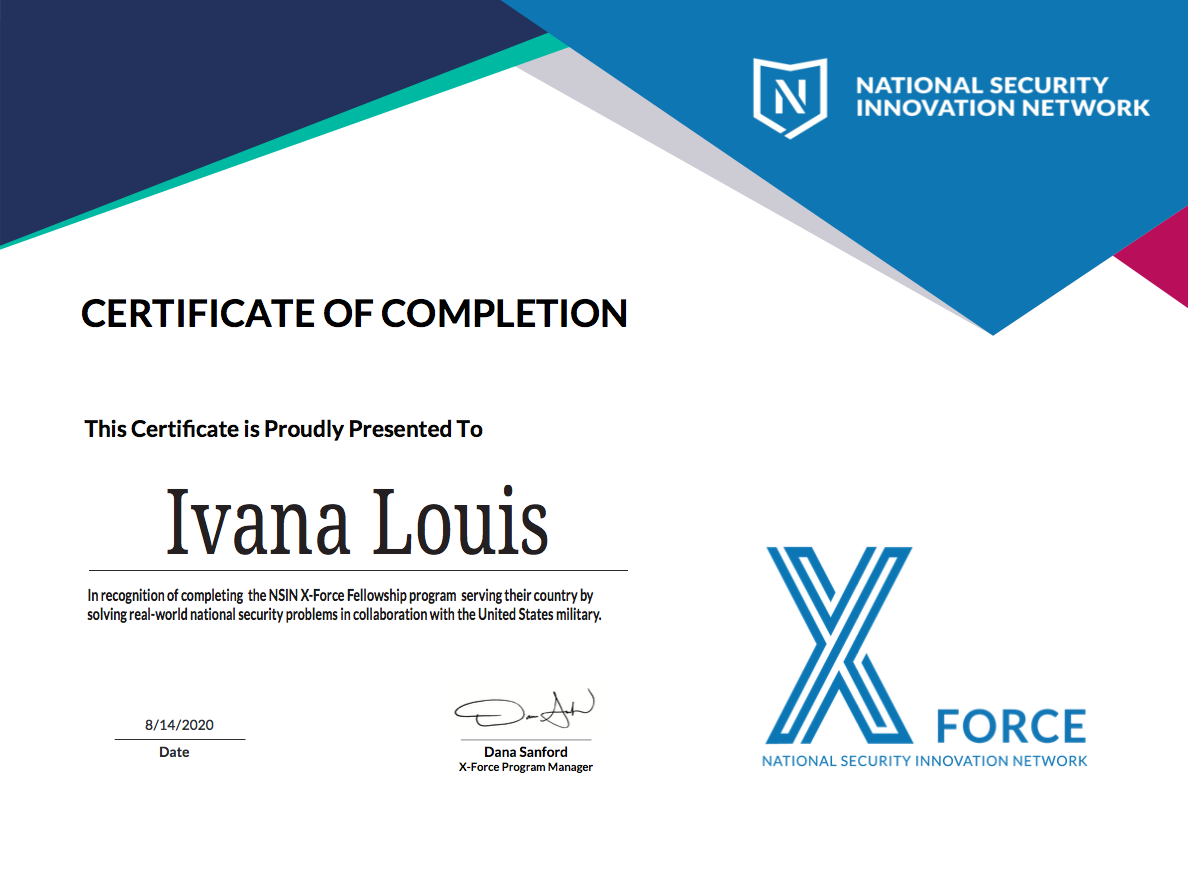 NATIONAL SECURITY
INNOVATION NETWORK
CERTIFICATE OF COMPLETION
This Certificate is Proudly Presented To
Ivana Louis
In recognition of completing the NSIN X-Force Fellowship program serving their country by
solving real-world national security problems in collaboration with the United States military.
8/14/2020
Date
Dana Sanford
X-Force Program Manager
X FORCE
NATIONAL SECURITY INNOVATION NETWORK